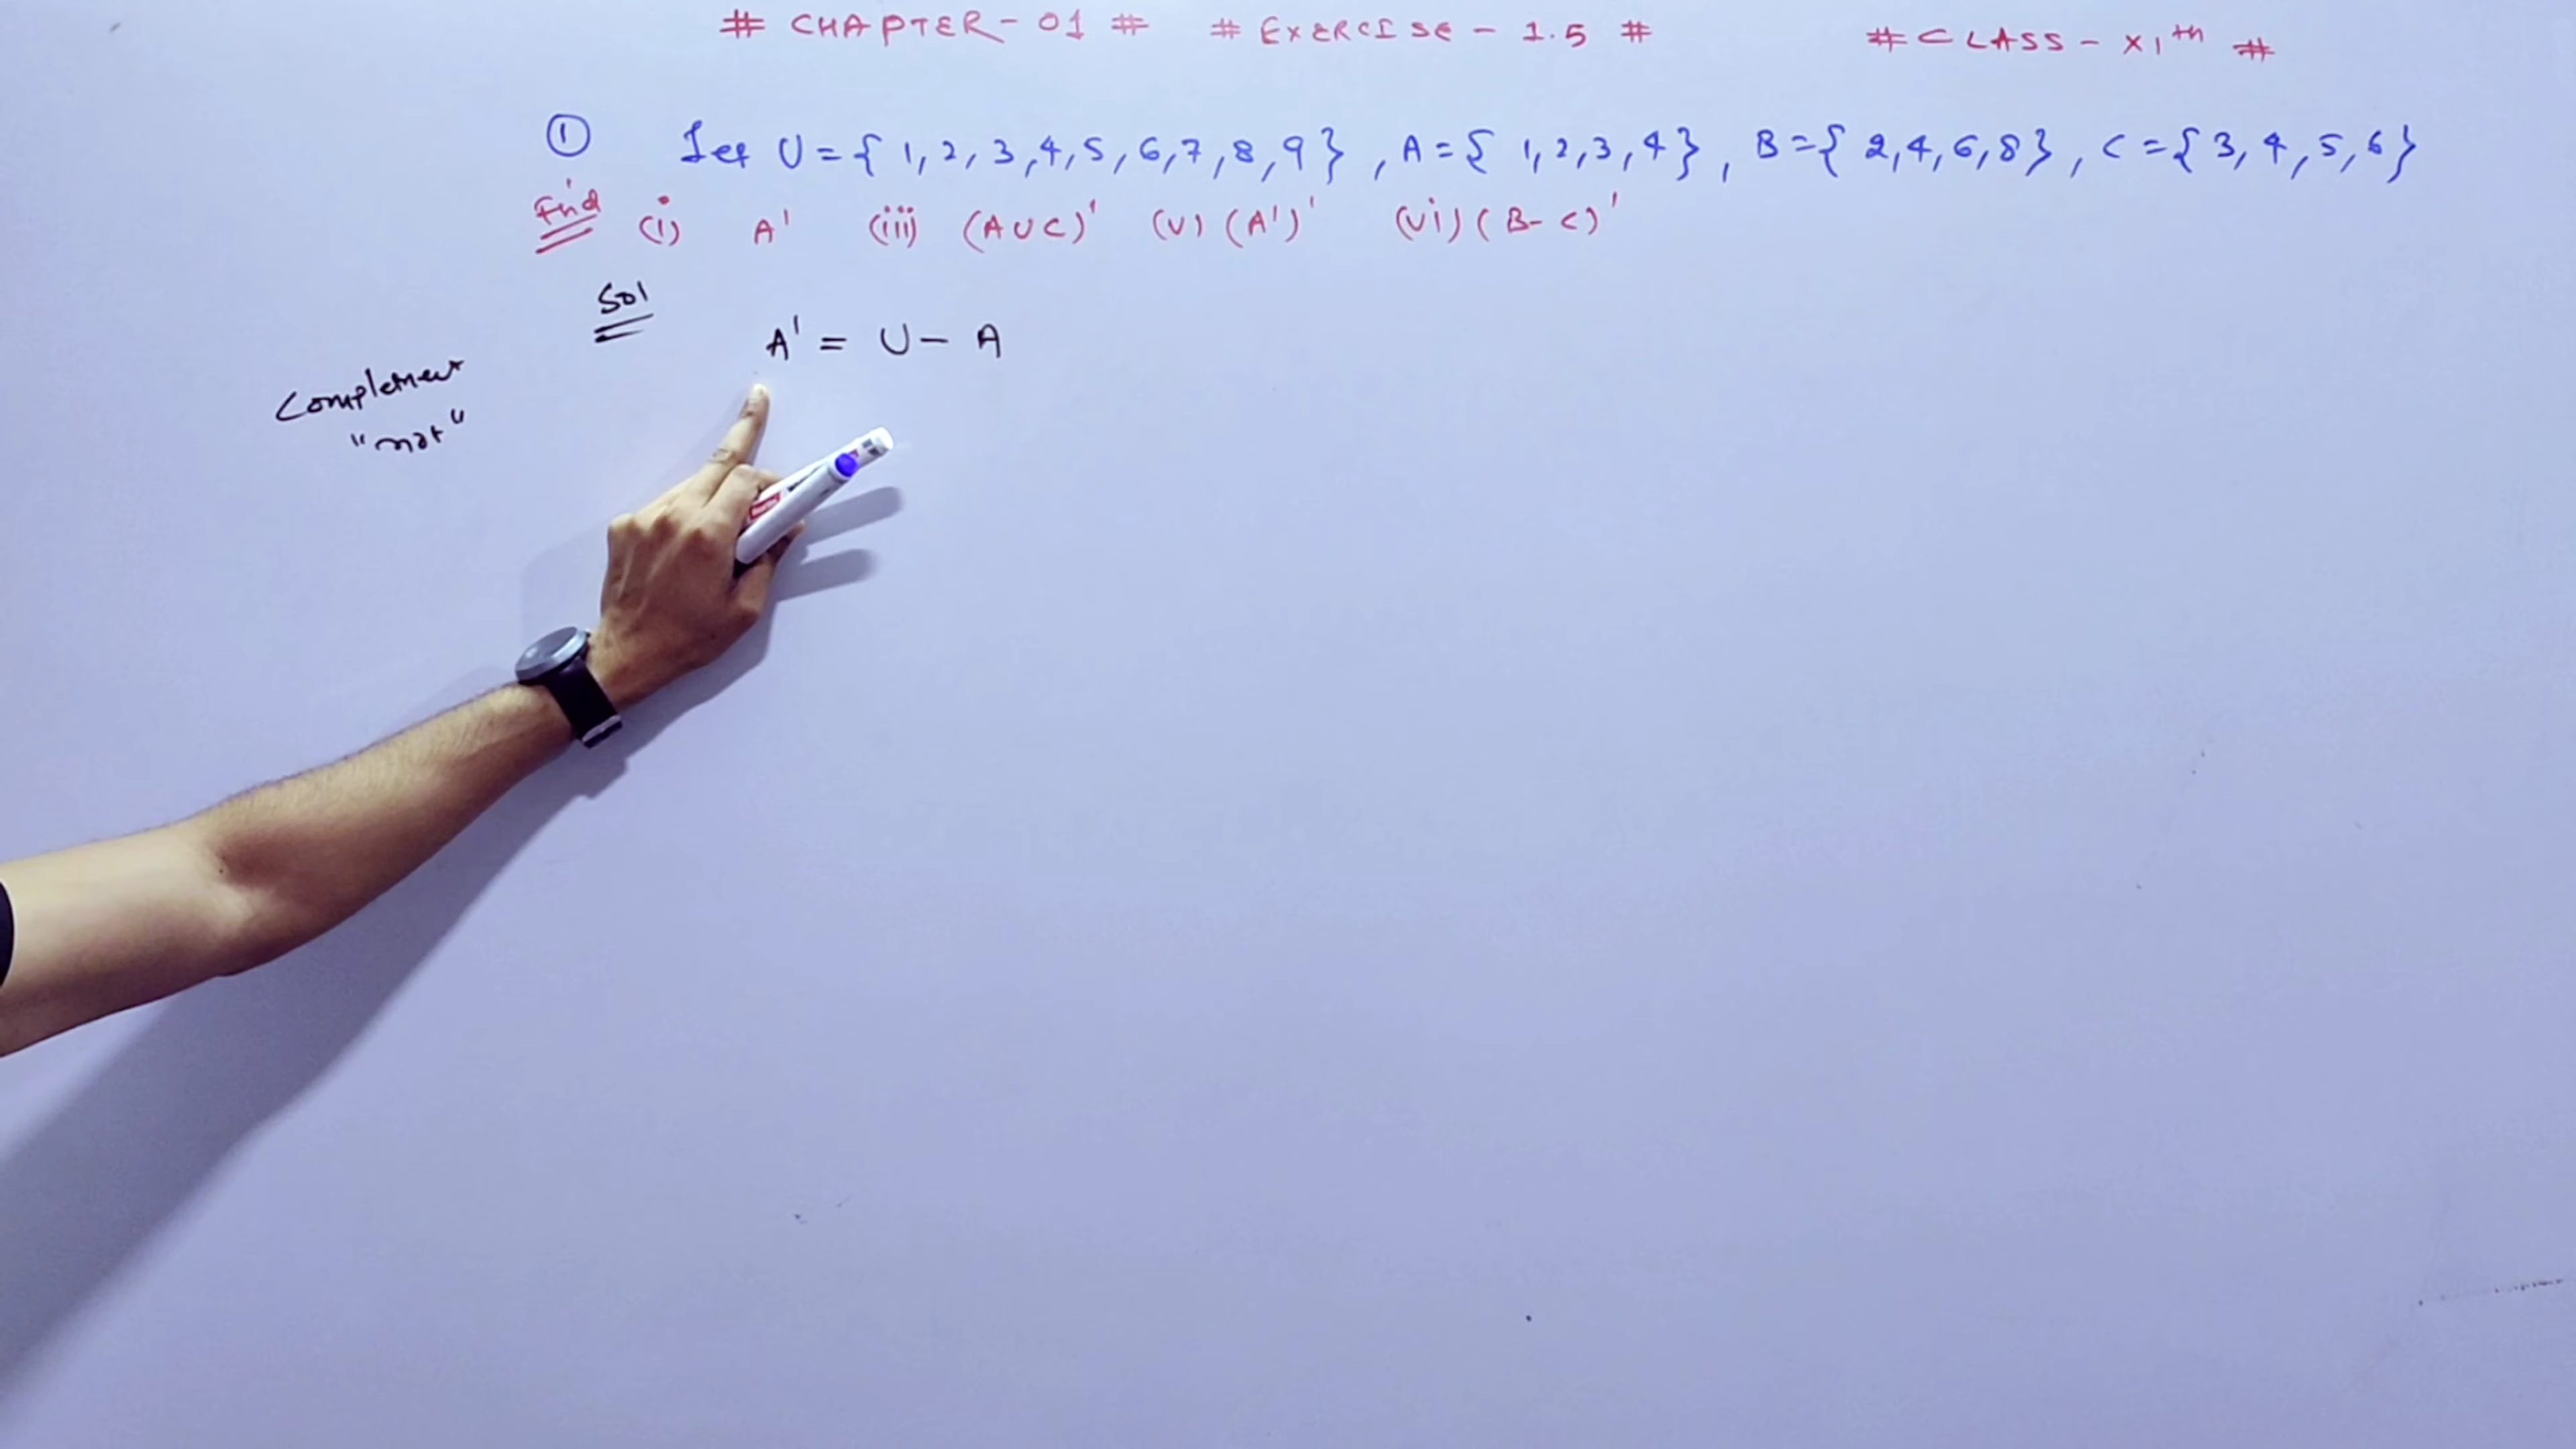 # CHAPTER - 01 # # EXERCISE - 1.5 # # CLASS - XIth #
① Let U = { 1, 2, 3, 4, 5, 6, 7, 8, 9 } , A = { 1, 2, 3, 4 } , B = { 2, 4, 6, 8 } , C = { 3, 4, 5, 6 }
Find (i) A' (iii) (A ∪ C)' (v) (A')' (vi) (B - C)'
Sol
A' = U - A
Complement
"not"